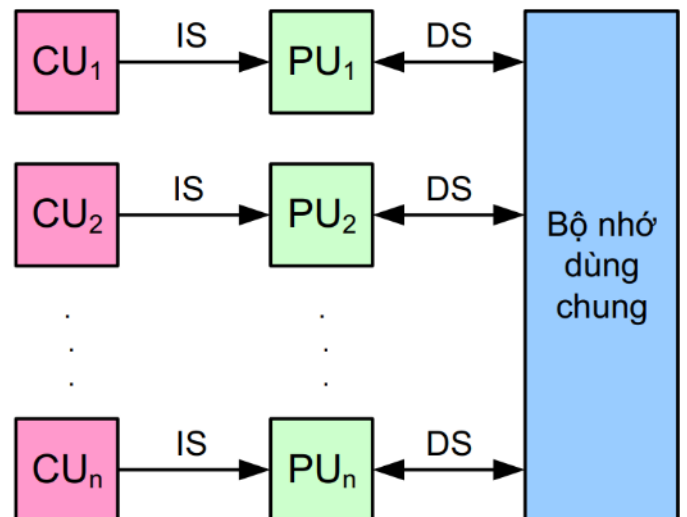 IS DS
CU₁ PU₁
IS DS
CU₂ PU₂
Bộ nhớ
dùng
chung
. .
. .
. .
IS DS
CUₙ PUₙ